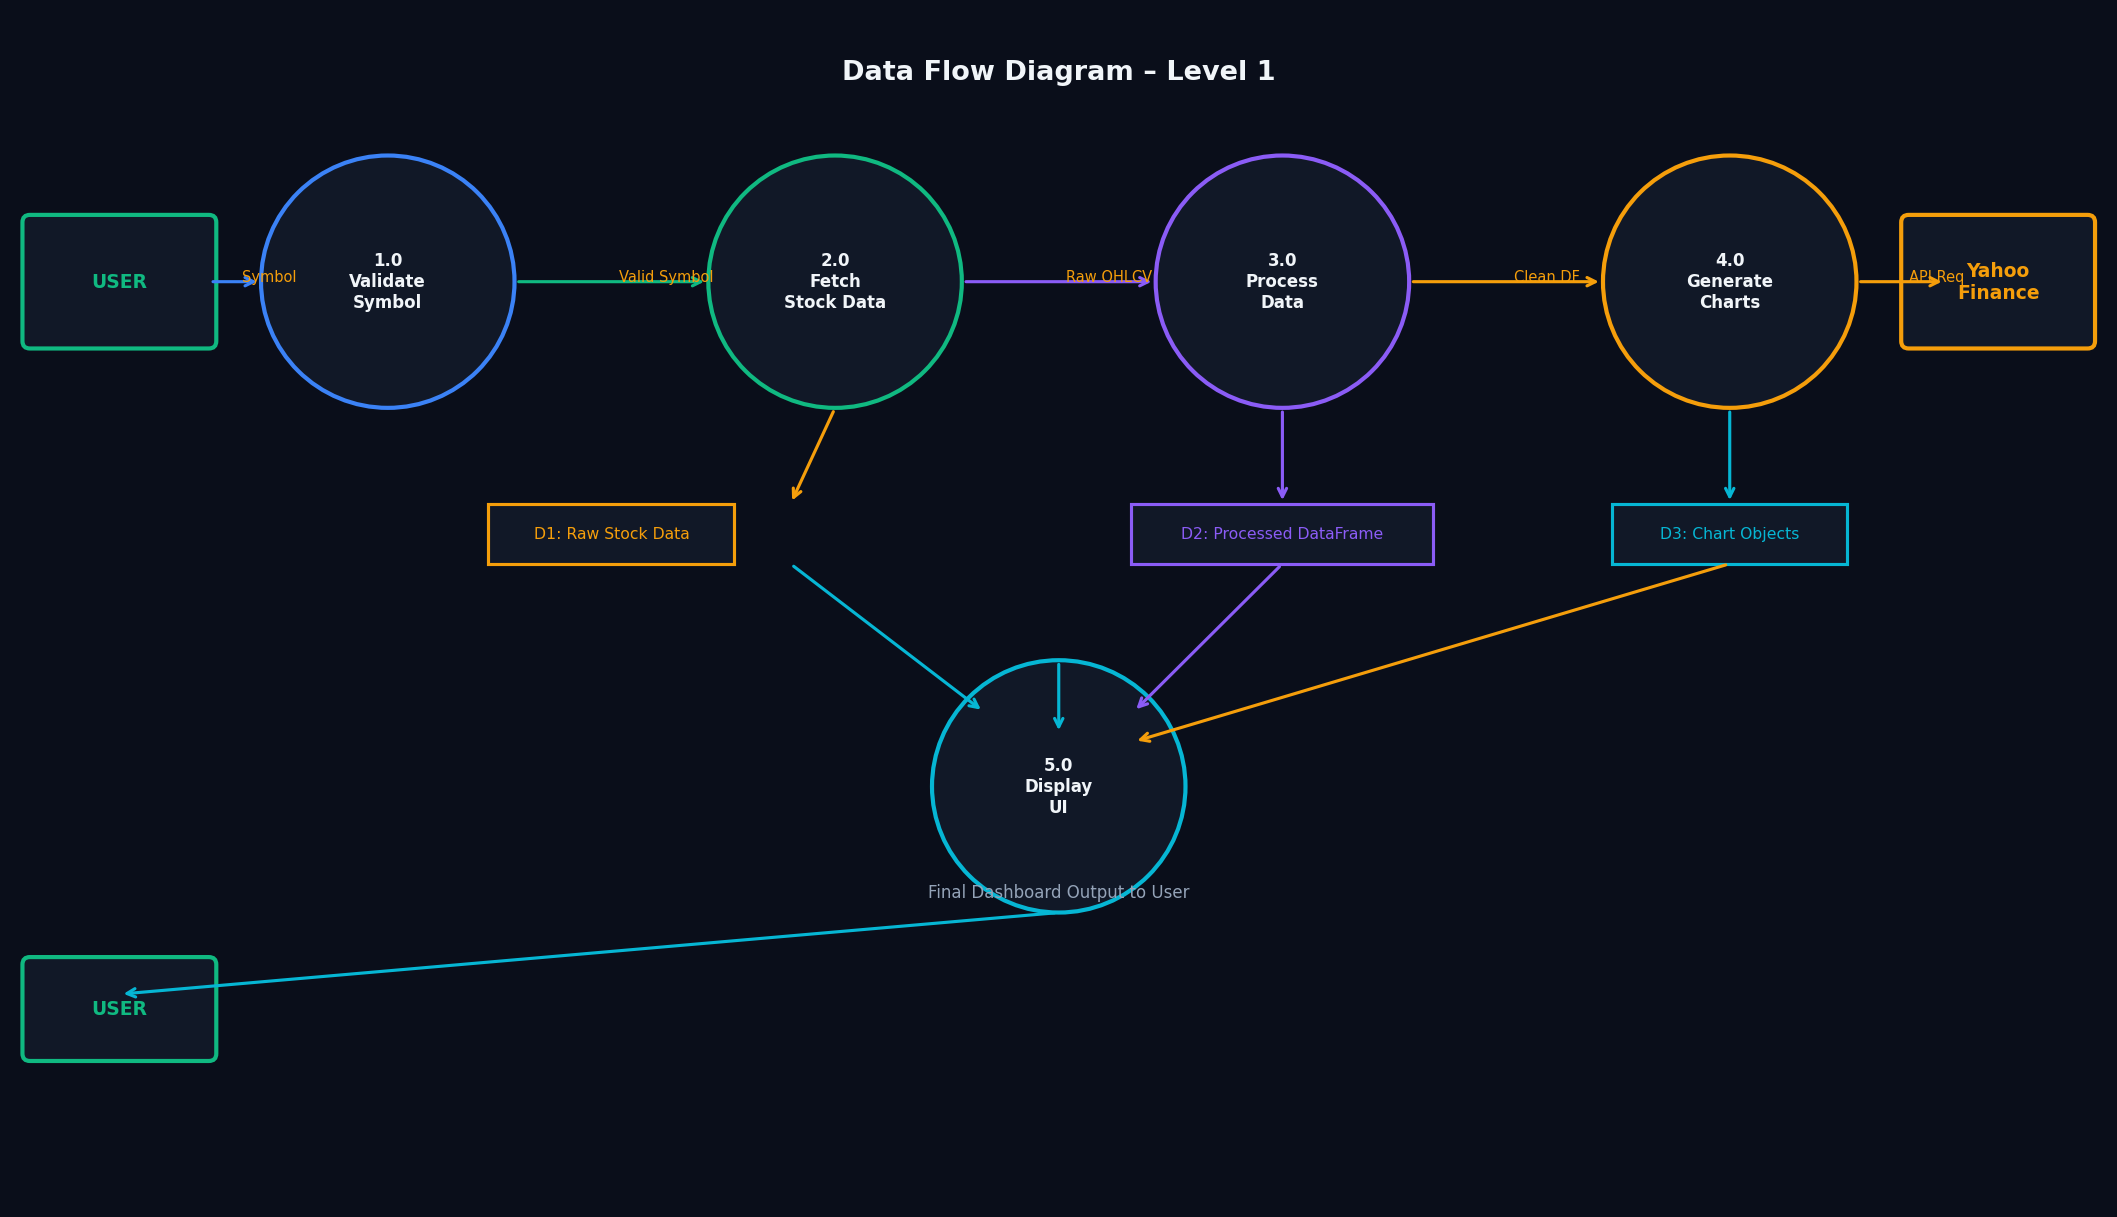 Data Flow Diagram – Level 1
USER
Symbol
1.0
Validate
Symbol
Valid Symbol
2.0
Fetch
Stock Data
Raw OHLCV
3.0
Process
Data
Clean DF
4.0
Generate
Charts
API Req
Yahoo
Finance
D1: Raw Stock Data
D2: Processed DataFrame
D3: Chart Objects
5.0
Display
UI
Final Dashboard Output to User
USER